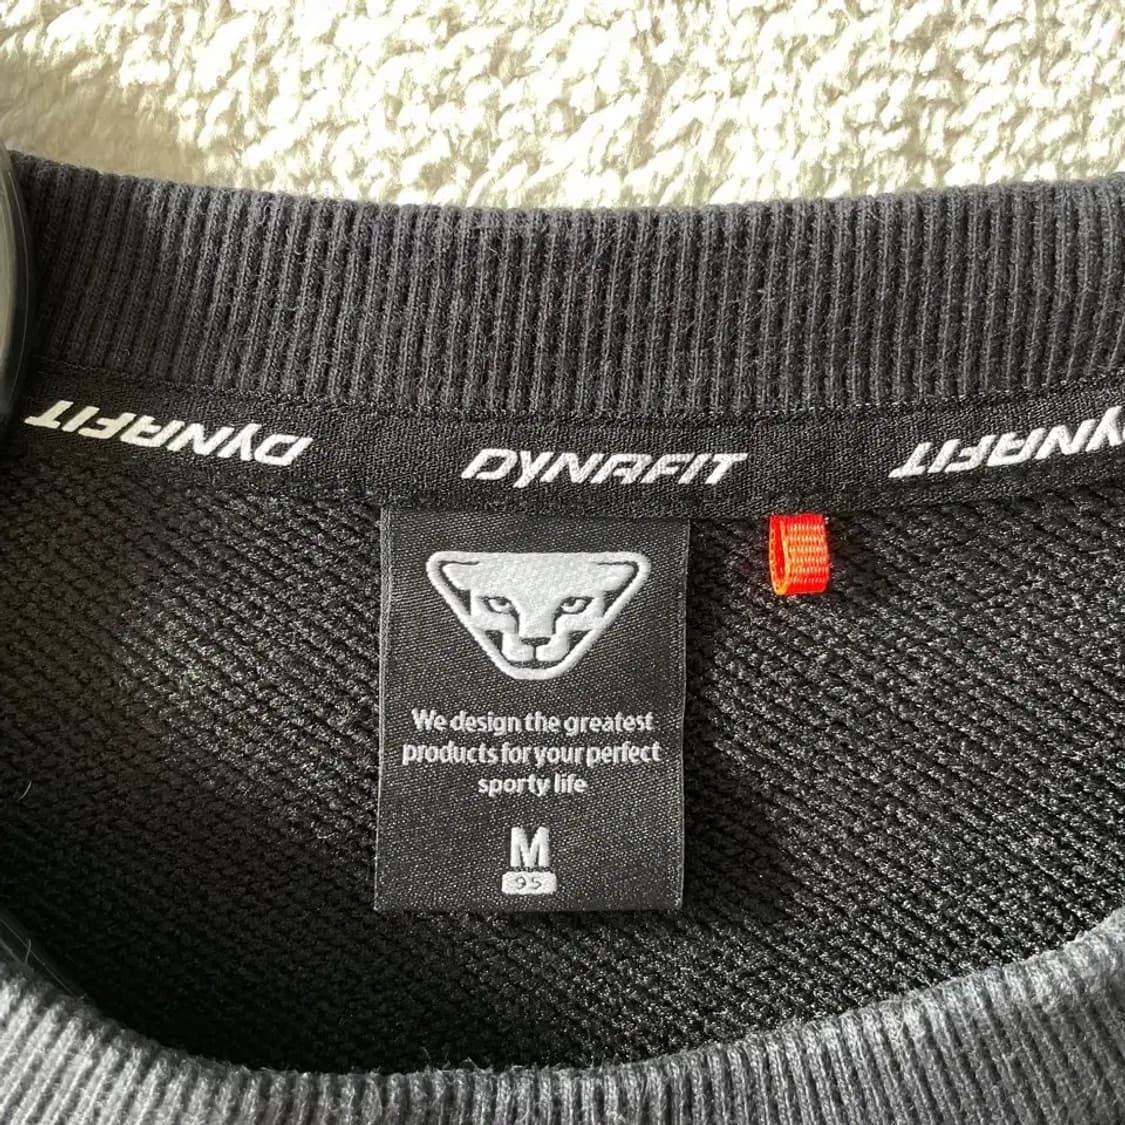 DYNAFIT DYNAFIT DYNAFIT
We design the greatest
products for your perfect
sporty life
M
95